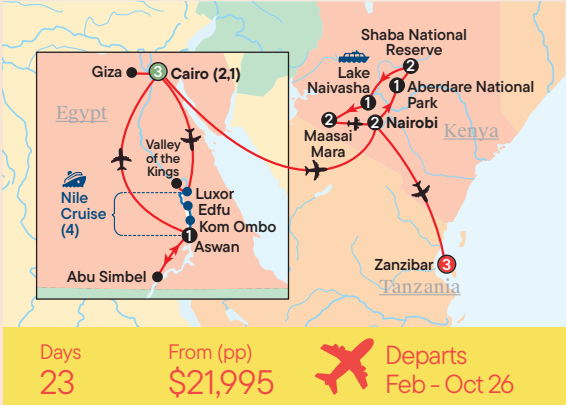 Shaba National
Reserve
2
Lake
Naivasha
1
1
Aberdare National
Park
2
Maasai
Mara
2
Nairobi
Kenya
Giza
3
Cairo (2,1)
Egypt
Valley
of the
Kings
Luxor
Edfu
Kom Ombo
1
Aswan
Nile
Cruise
(4)
Abu Simbel
Zanzibar
3
Tanzania
Days
23
From (pp)
$21,995
Departs
Feb - Oct 26